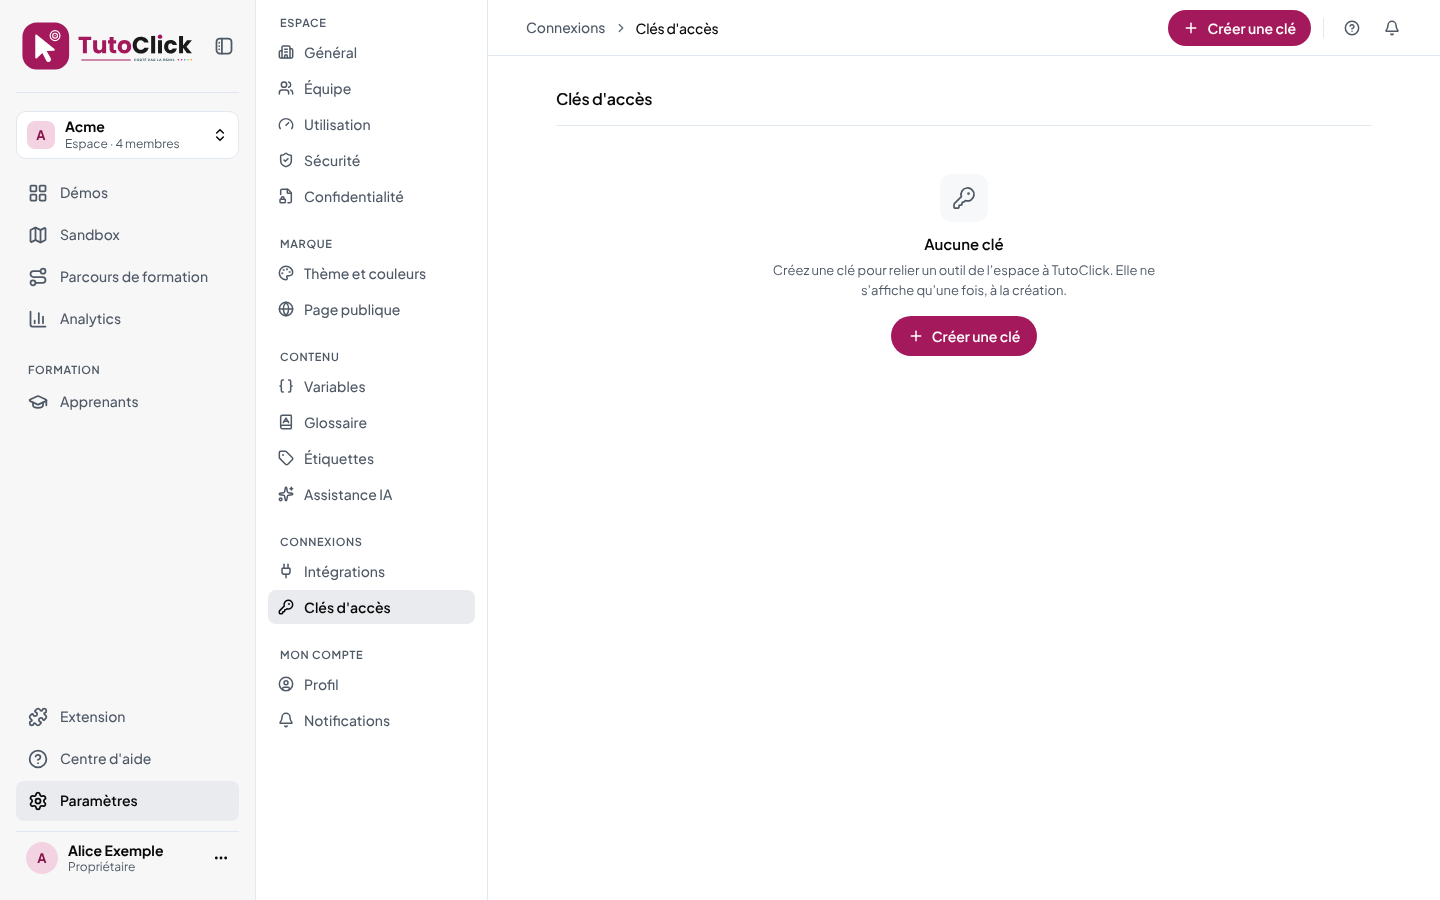 TutoClick
Acme
Espace · 4 membres
Démos
Sandbox
Parcours de formation
Analytics
FORMATION
Apprenants
Extension
Centre d'aide
Paramètres
A
Alice Exemple
Propriétaire
A
ESPACE
Général
Équipe
Utilisation
Sécurité
Confidentialité
MARQUE
Thème et couleurs
Page publique
CONTENU
Variables
Glossaire
Étiquettes
Assistance IA
CONNEXIONS
Intégrations
Clés d'accès
MON COMPTE
Profil
Notifications
Connexions > Clés d'accès
Créer une clé
Clés d'accès
Aucune clé
Créez une clé pour relier un outil de l'espace à TutoClick. Elle ne
s'affiche qu'une fois, à la création.
Créer une clé